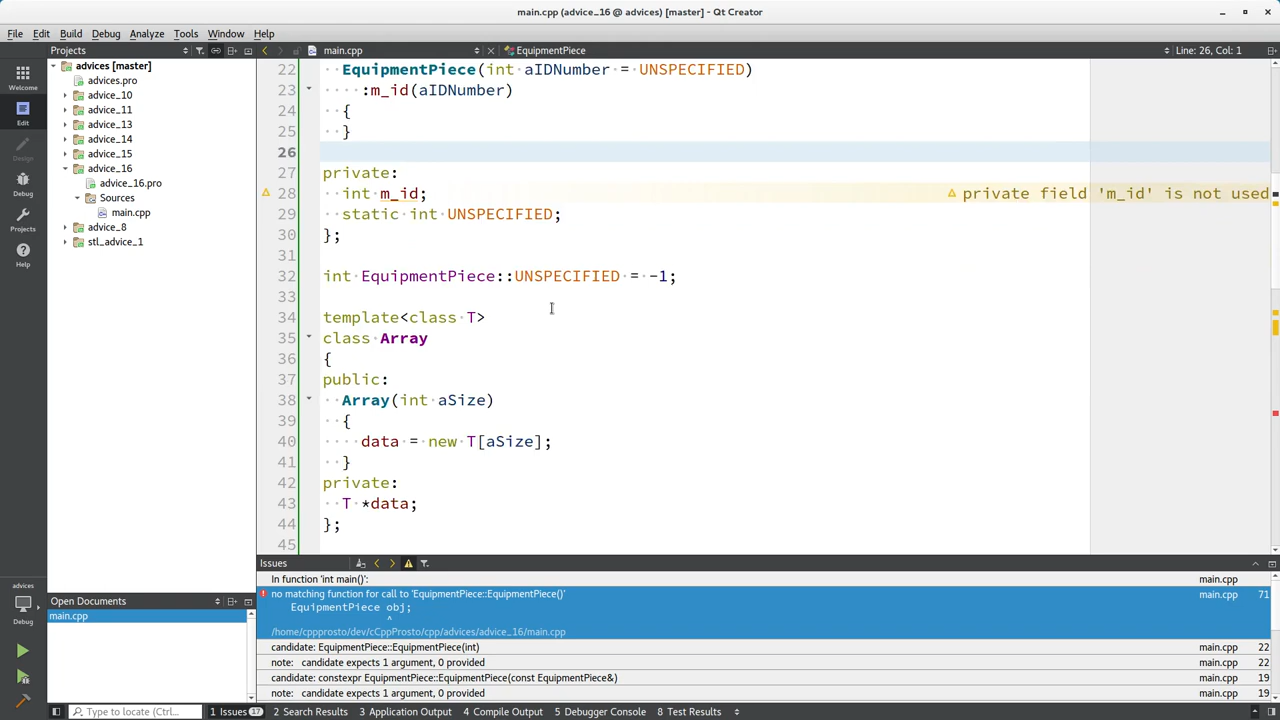 main.cpp (advice_16 @ advices) [master] - Qt Creator
File Edit Build Debug Analyze Tools Window Help
Projects main.cpp EquipmentPiece Line: 26, Col: 1
Welcome
Edit
Design
Debug
Projects
Help
advices [master]
advices.pro
advice_10
advice_11
advice_13
advice_14
advice_15
advice_16
advice_16.pro
Sources
main.cpp
advice_8
stl_advice_1
22 EquipmentPiece(int aIDNumber = UNSPECIFIED)
23 :m_id(aIDNumber)
24 {
25 }
26
27 private:
28 int m_id; private field 'm_id' is not used
29 static int UNSPECIFIED;
30 };
31
32 int EquipmentPiece::UNSPECIFIED = -1;
33
34 template<class T>
35 class Array
36 {
37 public:
38 Array(int aSize)
39 {
40 data = new T[aSize];
41 }
42 private:
43 T *data;
44 };
45
Open Documents
main.cpp
Issues
In function 'int main()': main.cpp
no matching function for call to 'EquipmentPiece::EquipmentPiece()' main.cpp 71
EquipmentPiece obj;
^
/home/cppprosto/dev/cCppProsto/cpp/advices/advice_16/main.cpp
candidate: EquipmentPiece::EquipmentPiece(int) main.cpp 22
note: candidate expects 1 argument, 0 provided main.cpp 22
candidate: constexpr EquipmentPiece::EquipmentPiece(const EquipmentPiece&) main.cpp 19
note: candidate expects 1 argument, 0 provided main.cpp 19
advices
Debug
Type to locate (Ctrl+...) 1 Issues 17 2 Search Results 3 Application Output 4 Compile Output 5 Debugger Console 8 Test Results